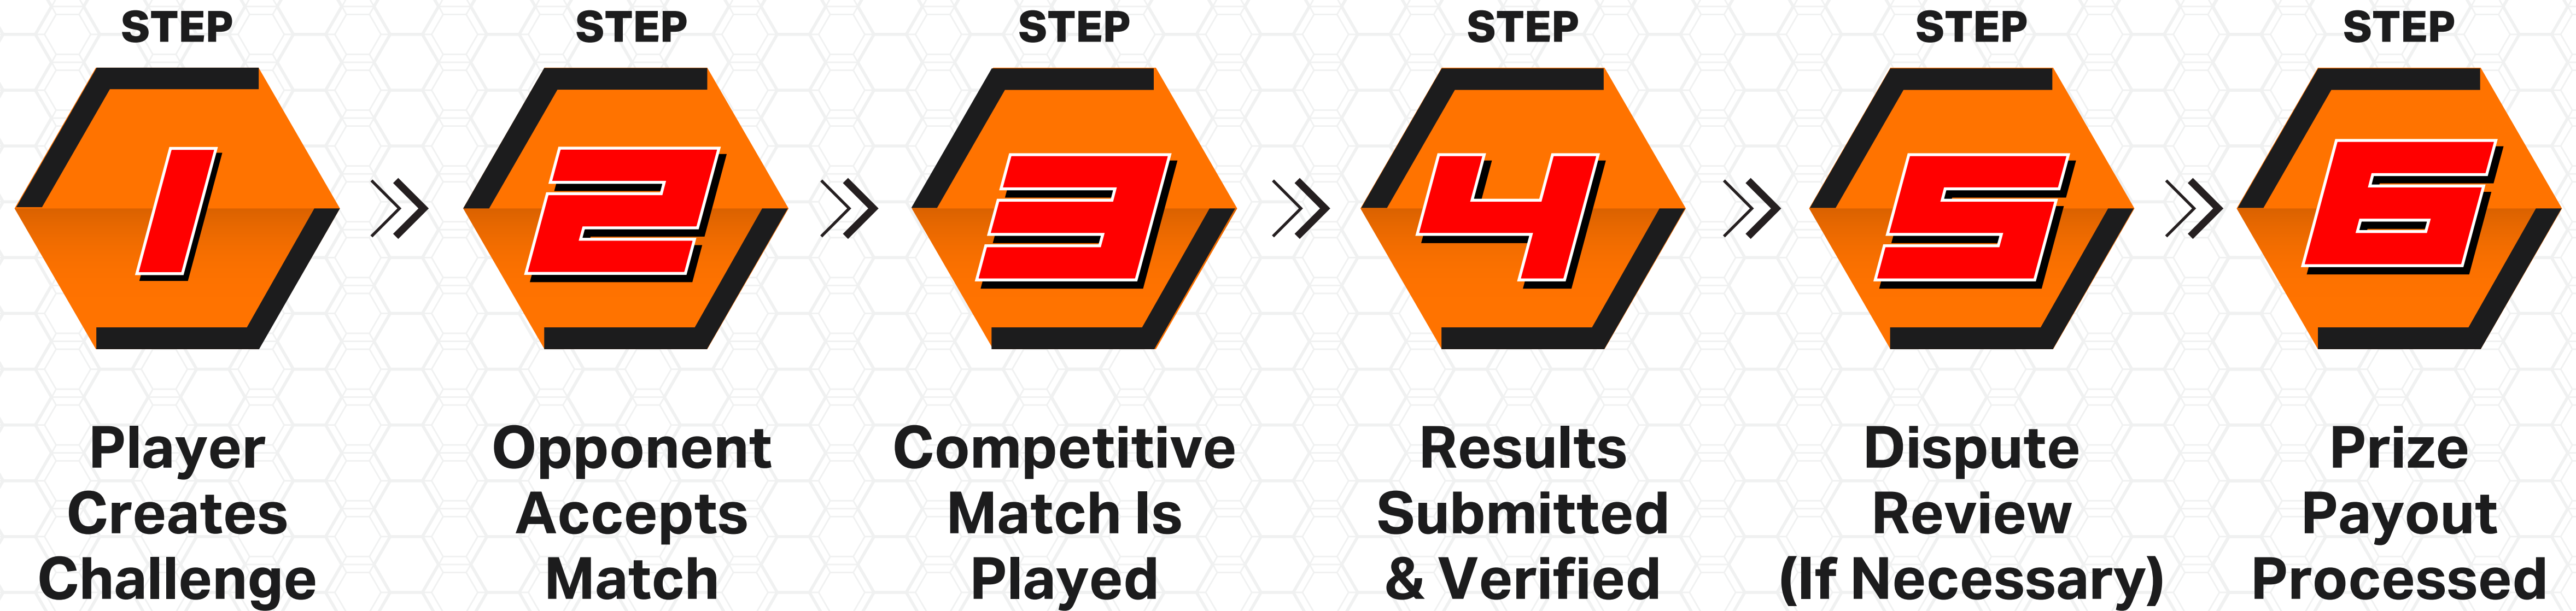 STEP
1
Player
Creates
Challenge
STEP
2
Opponent
Accepts
Match
STEP
3
Competitive
Match Is
Played
STEP
4
Results
Submitted
& Verified
STEP
5
Dispute
Review
(If Necessary)
STEP
6
Prize
Payout
Processed